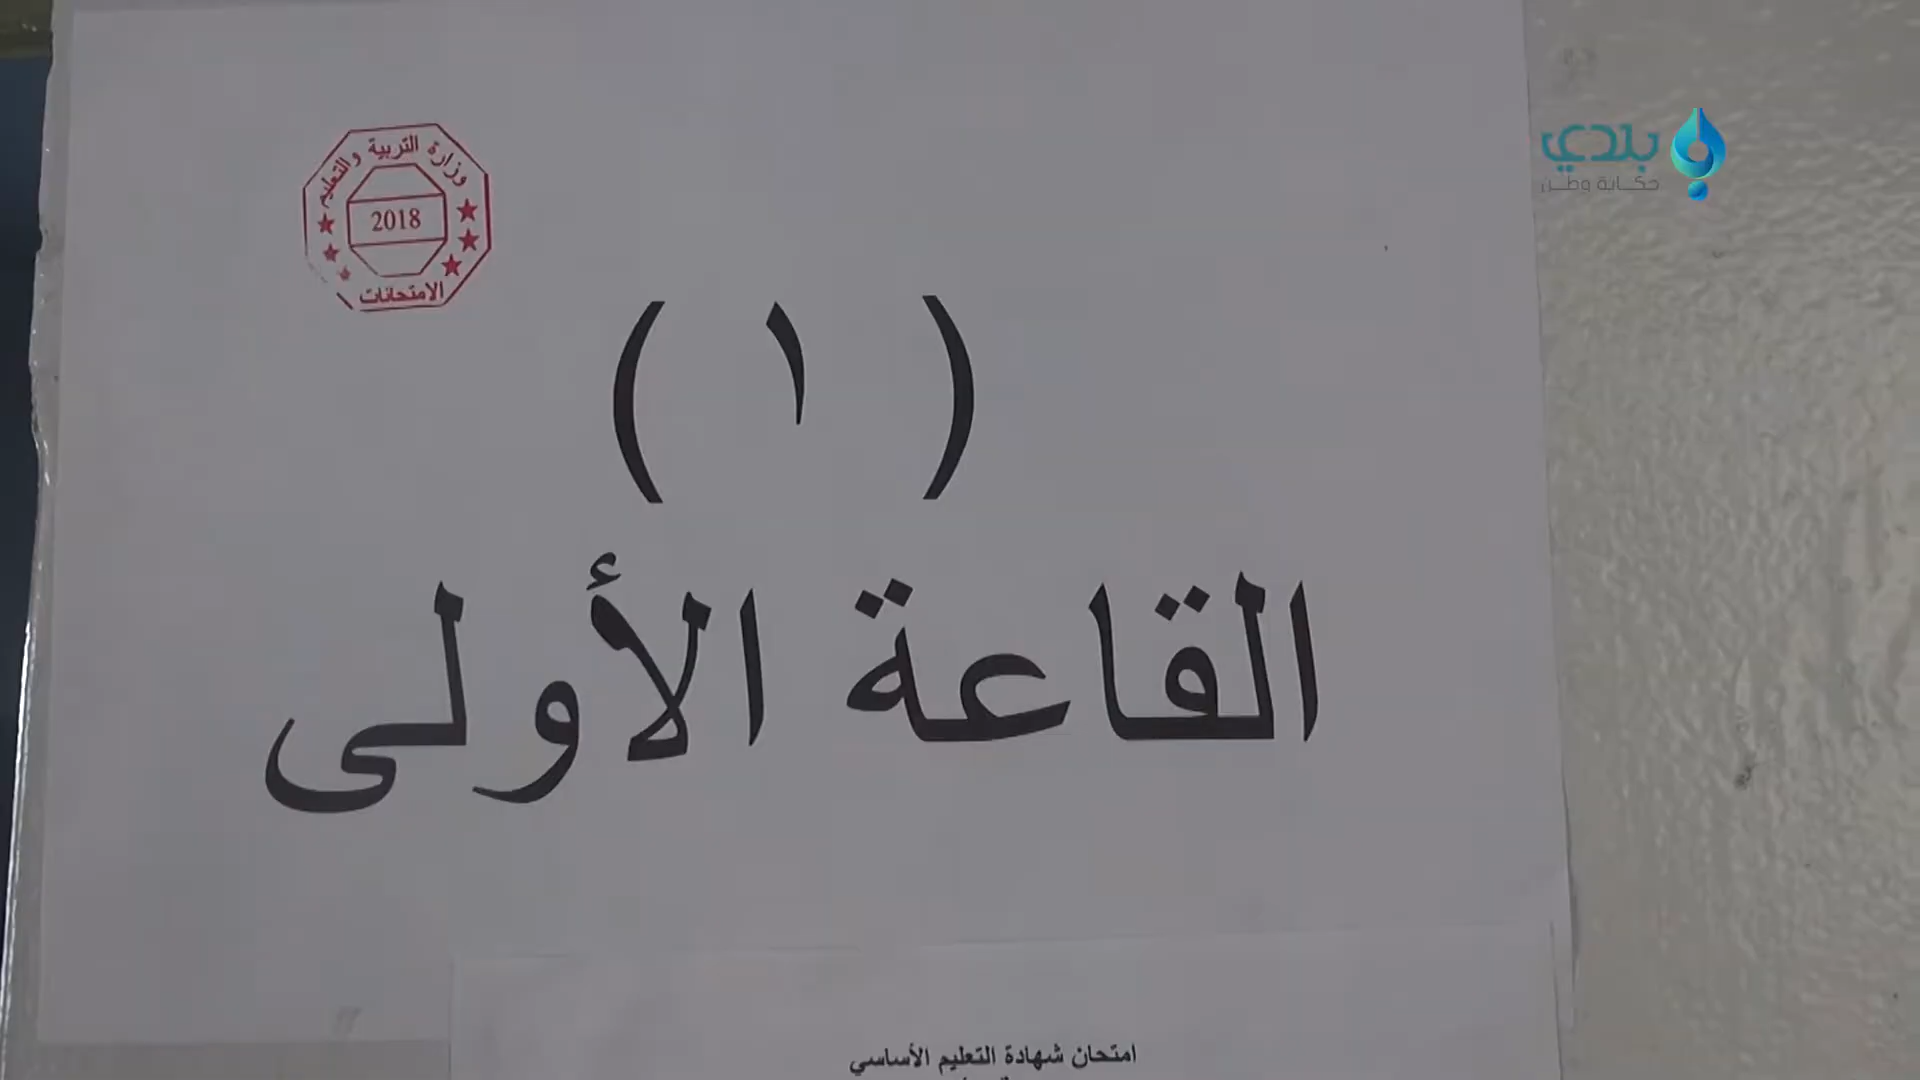 وزارة التربية والتعليم
2018
الامتحانات
بلدي
حكاية وطن
( ١ )
القاعة الأولى
امتحان شهادة التعليم الأساسي